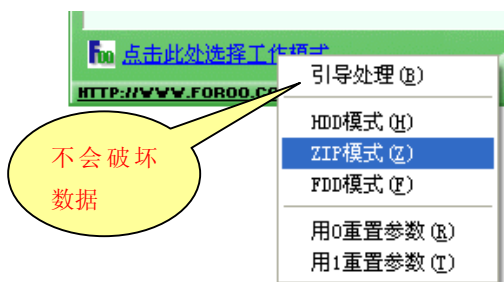 Foo 点击此处选择工作模式
HTTP://WWW.FOROO.CO
引导处理(B)
HDD模式(H)
ZIP模式(Z)
FDD模式(F)
用0重置参数(R)
用1重置参数(T)
不会破坏
数据